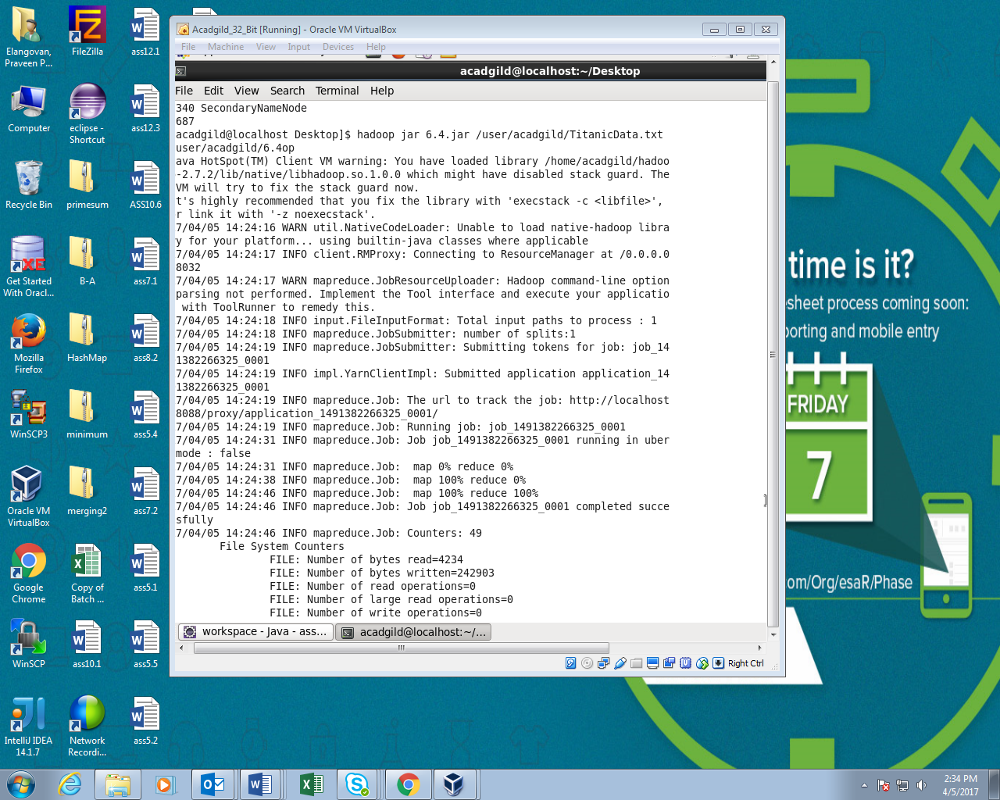 Elangovan,
Praveen P...
FileZilla
ass12.1
Computer
eclipse -
Shortcut
ass12.3
Recycle Bin
primesum
ASS10.6
Get Started
With Oracl...
B-A
ass7.1
Mozilla
Firefox
HashMap
ass8.2
WinSCP3
minimum
ass5.4
Oracle VM
VirtualBox
merging2
ass7.2
Google
Chrome
Copy of
Batch ...
ass5.1
WinSCP
ass10.1
ass5.5
IntelliJ IDEA
14.1.7
Network
Recordi...
ass5.2
Acadgild_32_Bit [Running] - Oracle VM VirtualBox
File Machine View Input Devices Help
acadgild@localhost:~/Desktop
File Edit View Search Terminal Help
340 SecondaryNameNode
687
acadgild@localhost Desktop]$ hadoop jar 6.4.jar /user/acadgild/TitanicData.txt
user/acadgild/6.4op
ava HotSpot(TM) Client VM warning: You have loaded library /home/acadgild/hadoo
-2.7.2/lib/native/libhadoop.so.1.0.0 which might have disabled stack guard. The
VM will try to fix the stack guard now.
t's highly recommended that you fix the library with 'execstack -c <libfile>',
r link it with '-z noexecstack'.
7/04/05 14:24:16 WARN util.NativeCodeLoader: Unable to load native-hadoop libra
y for your platform... using builtin-java classes where applicable
7/04/05 14:24:17 INFO client.RMProxy: Connecting to ResourceManager at /0.0.0.0
8032
7/04/05 14:24:17 WARN mapreduce.JobResourceUploader: Hadoop command-line option
parsing not performed. Implement the Tool interface and execute your applicatio
with ToolRunner to remedy this.
7/04/05 14:24:18 INFO input.FileInputFormat: Total input paths to process : 1
7/04/05 14:24:18 INFO mapreduce.JobSubmitter: number of splits:1
7/04/05 14:24:19 INFO mapreduce.JobSubmitter: Submitting tokens for job: job_14
1382266325_0001
7/04/05 14:24:19 INFO impl.YarnClientImpl: Submitted application application_14
1382266325_0001
7/04/05 14:24:19 INFO mapreduce.Job: The url to track the job: http://localhost
8088/proxy/application_1491382266325_0001/
7/04/05 14:24:19 INFO mapreduce.Job: Running job: job_1491382266325_0001
7/04/05 14:24:31 INFO mapreduce.Job: Job job_1491382266325_0001 running in uber
mode : false
7/04/05 14:24:31 INFO mapreduce.Job:  map 0% reduce 0%
7/04/05 14:24:38 INFO mapreduce.Job:  map 100% reduce 0%
7/04/05 14:24:46 INFO mapreduce.Job:  map 100% reduce 100%
7/04/05 14:24:46 INFO mapreduce.Job: Job job_1491382266325_0001 completed succe
sfully
7/04/05 14:24:46 INFO mapreduce.Job: Counters: 49
File System Counters
FILE: Number of bytes read=4234
FILE: Number of bytes written=242903
FILE: Number of read operations=0
FILE: Number of large read operations=0
FILE: Number of write operations=0
workspace - Java - ass...
acadgild@localhost:~/...
Right Ctrl
time is it?
esheet process coming soon:
porting and mobile entry
FRIDAY
7
com/Org/esaR/Phase
2:34 PM
4/5/2017